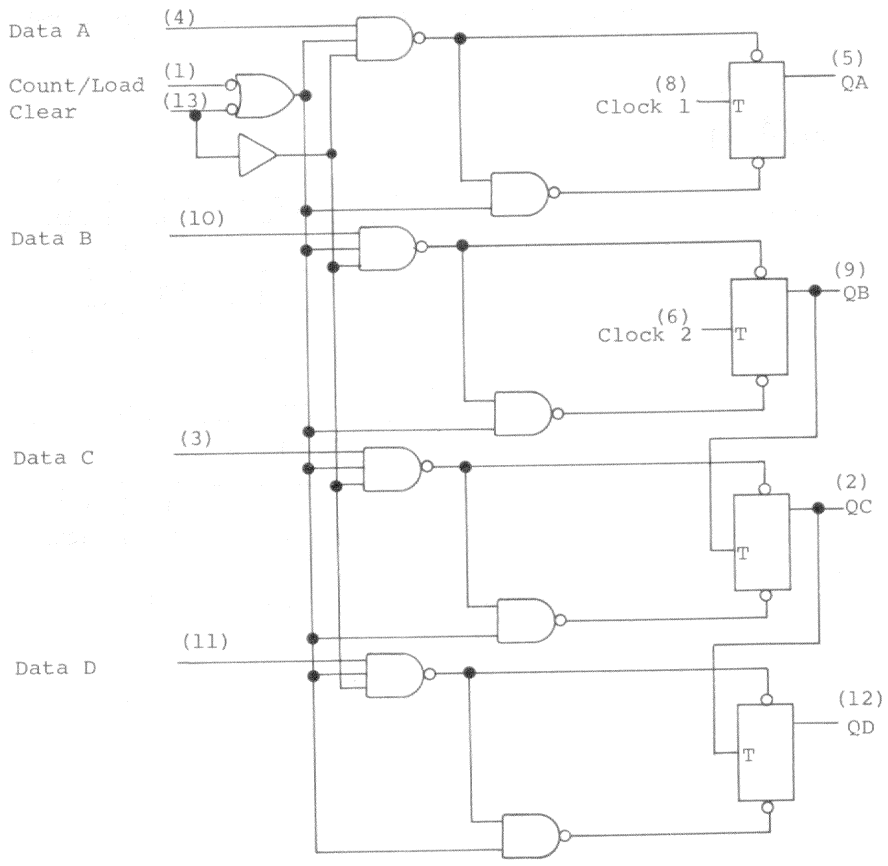 (4)
Data A
(1)
Count/Load
(13)
Clear
(5)
QA
(8)
Clock 1
T
(10)
Data B
(9)
QB
(6)
Clock 2
T
(3)
Data C
(2)
QC
T
(11)
Data D
(12)
QD
T